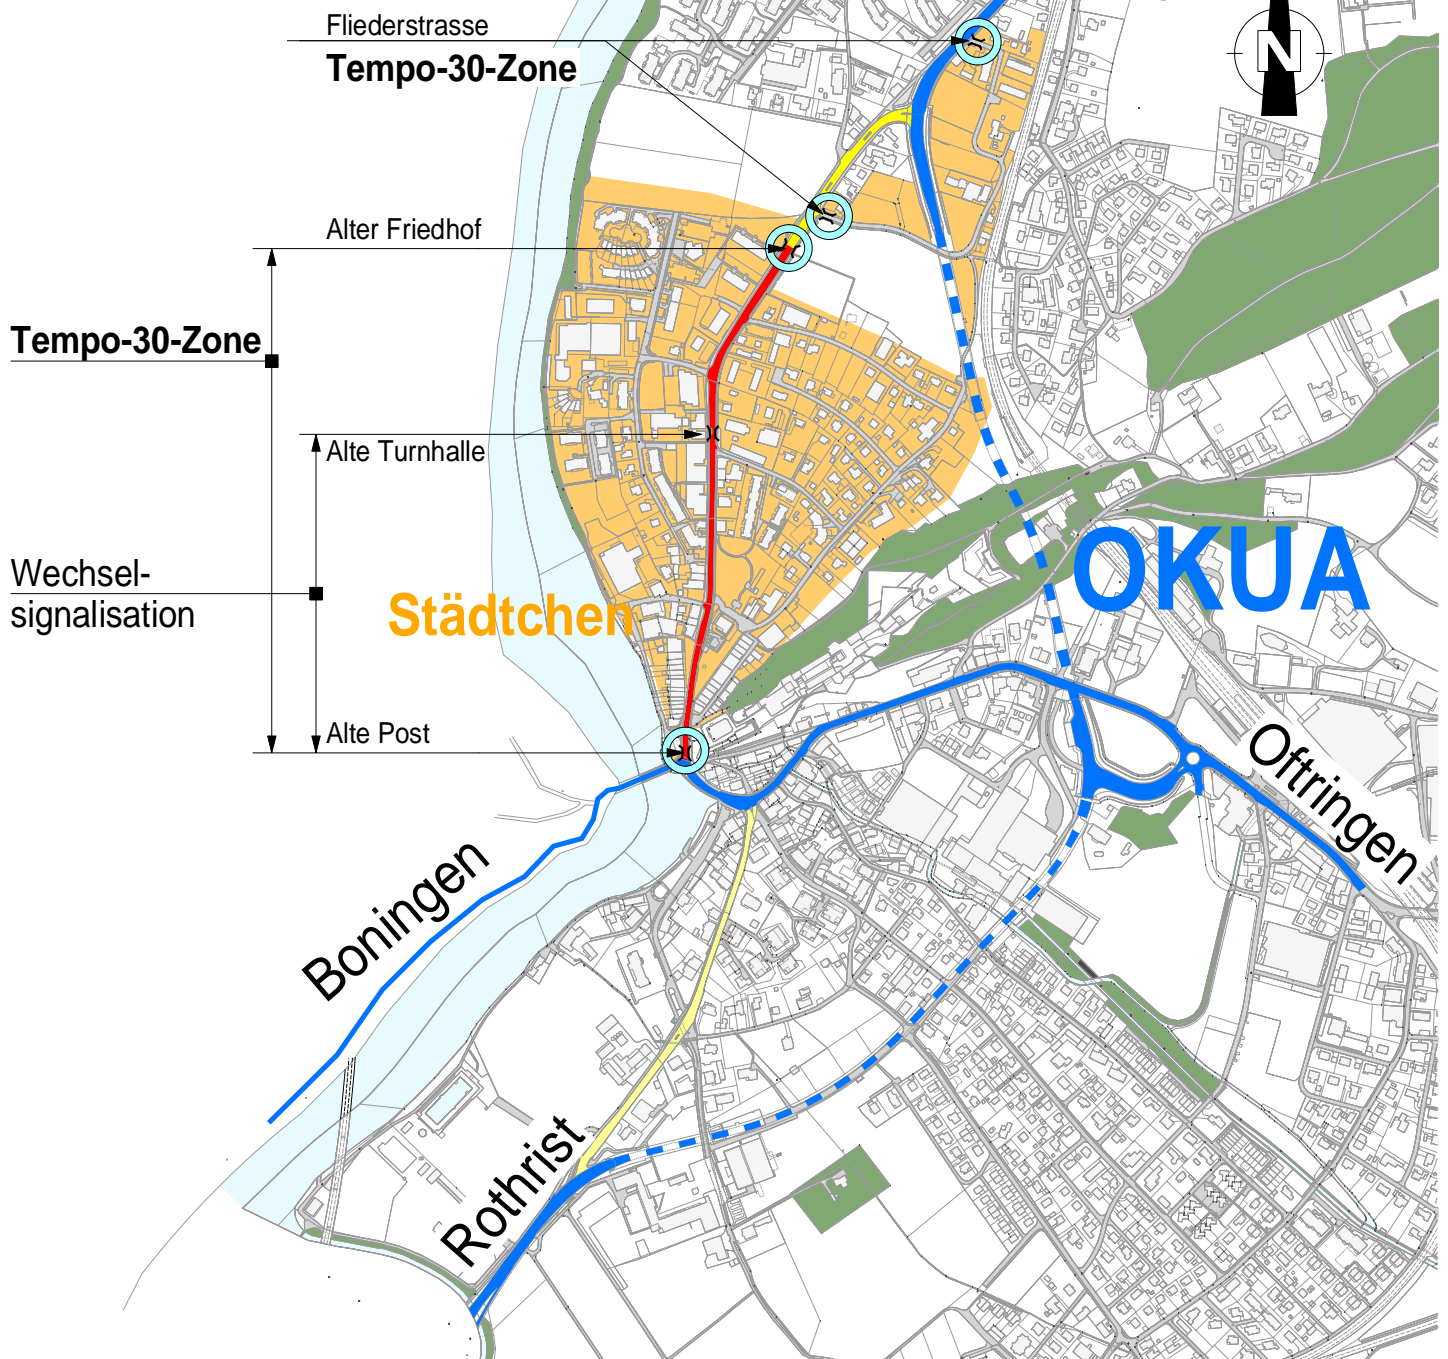 Fliederstrasse
Tempo-30-Zone
N
Alter Friedhof
Tempo-30-Zone
Alte Turnhalle
OKUA
Wechsel-
signalisation
Städtchen
Alte Post
Oftringen
Boningen
Rothrist